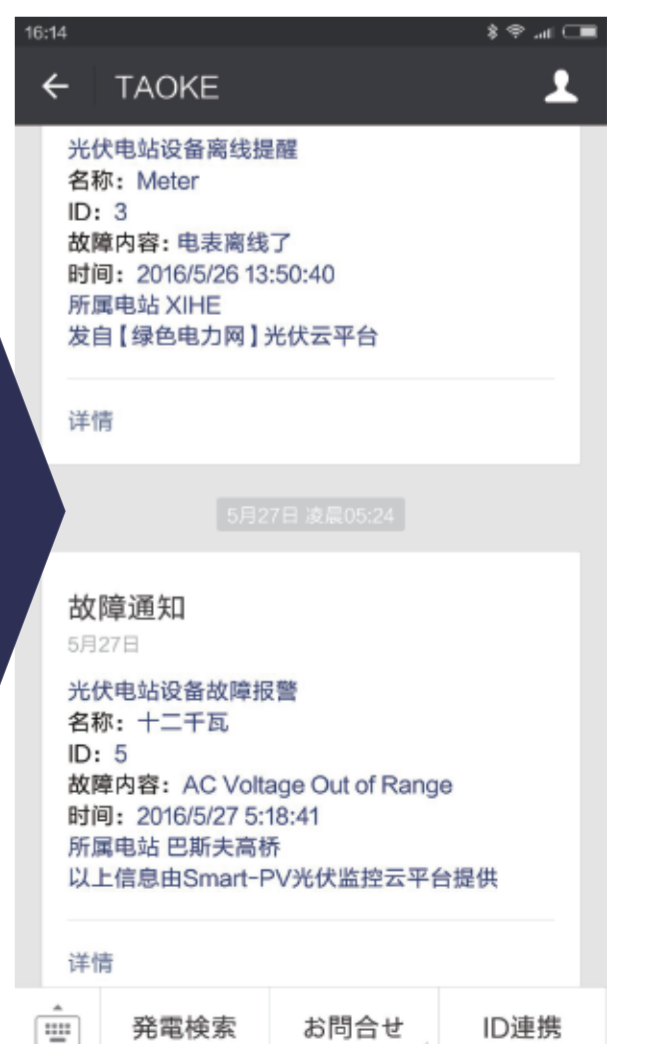 16:14
TAOKE
光伏电站设备离线提醒
名称：Meter
ID：3
故障内容：电表离线了
时间：2016/5/26 13:50:40
所属电站 XIHE
发自【绿色电力网】光伏云平台
详情
5月27日 凌晨05:24
故障通知
5月27日
光伏电站设备故障报警
名称：十二千瓦
ID：5
故障内容：AC Voltage Out of Range
时间：2016/5/27 5:18:41
所属电站 巴斯夫高桥
以上信息由Smart-PV光伏监控云平台提供
详情
発電検索 お問合せ ID連携